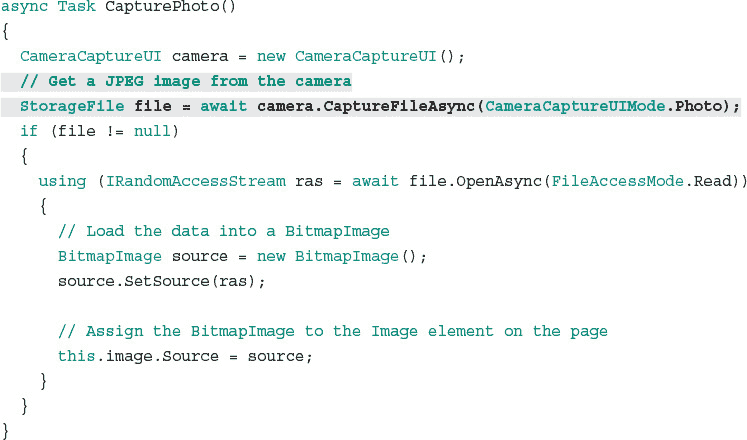 async Task CapturePhoto()
{
  CameraCaptureUI camera = new CameraCaptureUI();
  // Get a JPEG image from the camera
  StorageFile file = await camera.CaptureFileAsync(CameraCaptureUIMode.Photo);
  if (file != null)
  {
    using (IRandomAccessStream ras = await file.OpenAsync(FileAccessMode.Read))
    {
      // Load the data into a BitmapImage
      BitmapImage source = new BitmapImage();
      source.SetSource(ras);

      // Assign the BitmapImage to the Image element on the page
      this.image.Source = source;
    }
  }
}